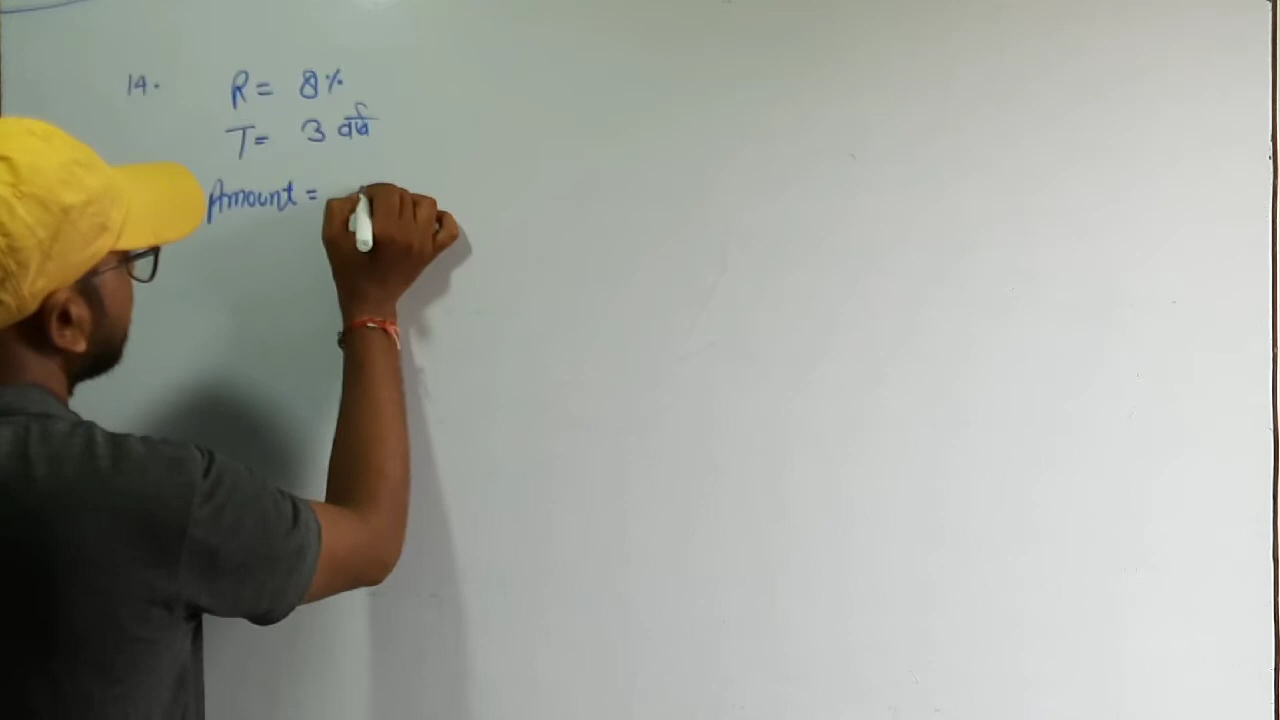 14. R = 8%
T = 3 वर्ष
Amount =